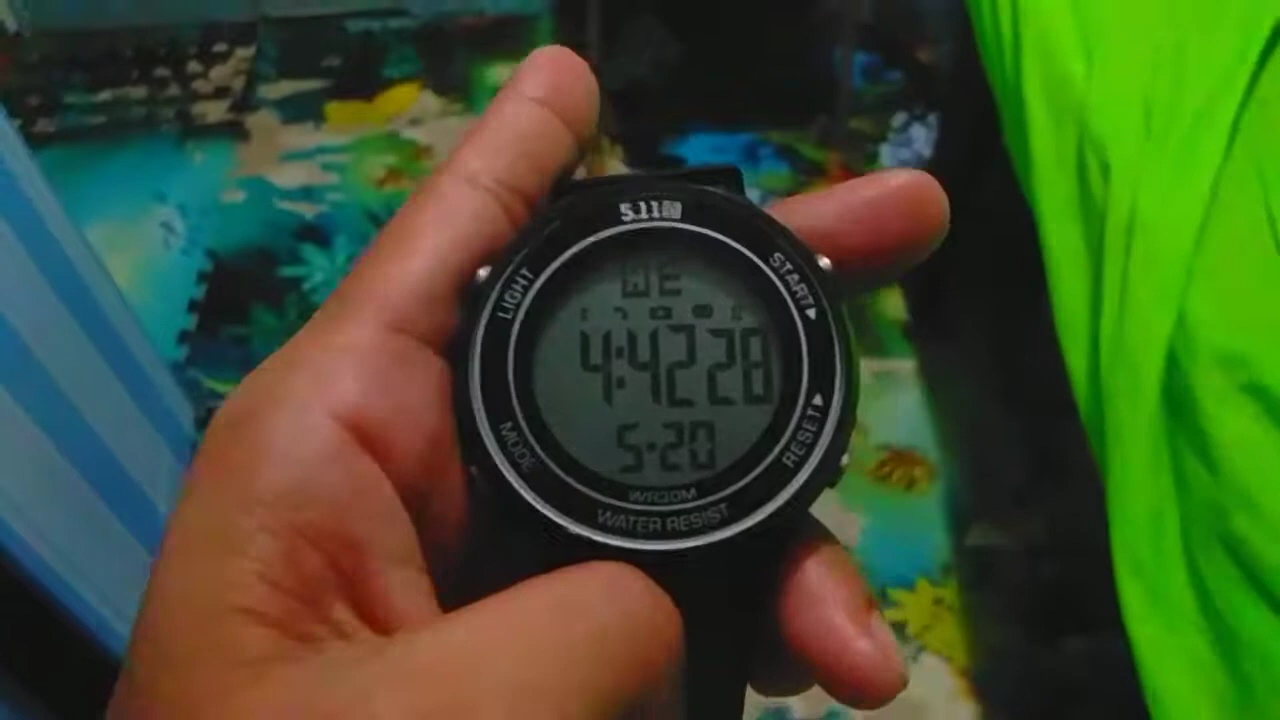 5.11
LIGHT
START
WE
4:42 28
5-20
MODE
RESET
WR30M
WATER RESIST